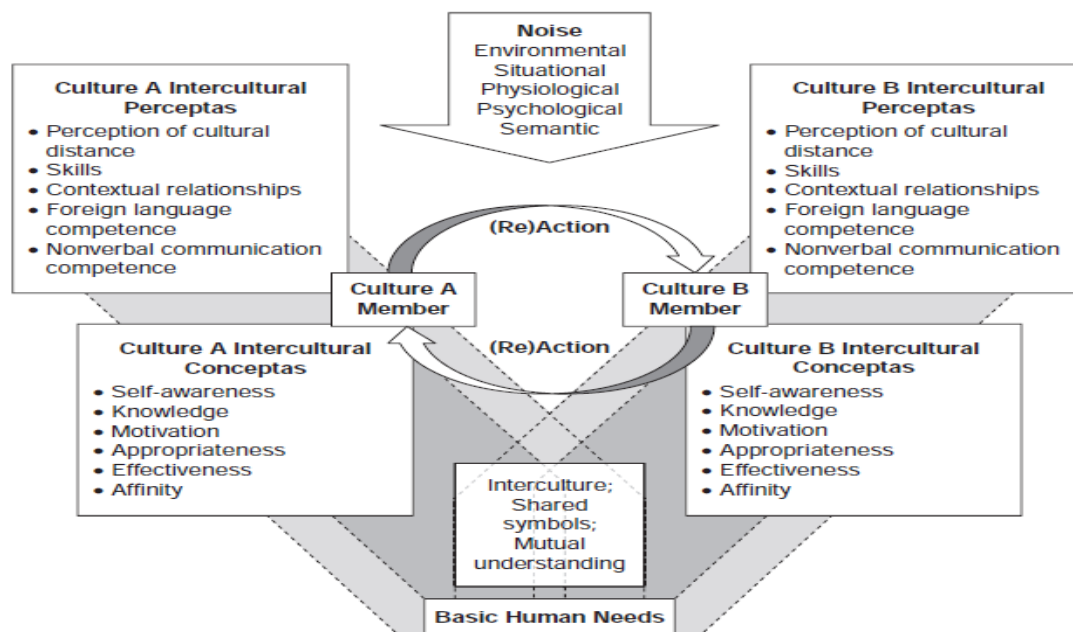 Noise
Environmental
Situational
Physiological
Psychological
Semantic
Culture A Intercultural
Perceptas
• Perception of cultural
distance
• Skills
• Contextual relationships
• Foreign language
competence
• Nonverbal communication
competence
Culture B Intercultural
Perceptas
• Perception of cultural
distance
• Skills
• Contextual relationships
• Foreign language
competence
• Nonverbal communication
competence
(Re)Action
Culture A
Member
Culture B
Member
(Re)Action
Culture A Intercultural
Conceptas
• Self-awareness
• Knowledge
• Motivation
• Appropriateness
• Effectiveness
• Affinity
Culture B Intercultural
Conceptas
• Self-awareness
• Knowledge
• Motivation
• Appropriateness
• Effectiveness
• Affinity
Interculture;
Shared
symbols;
Mutual
understanding
Basic Human Needs